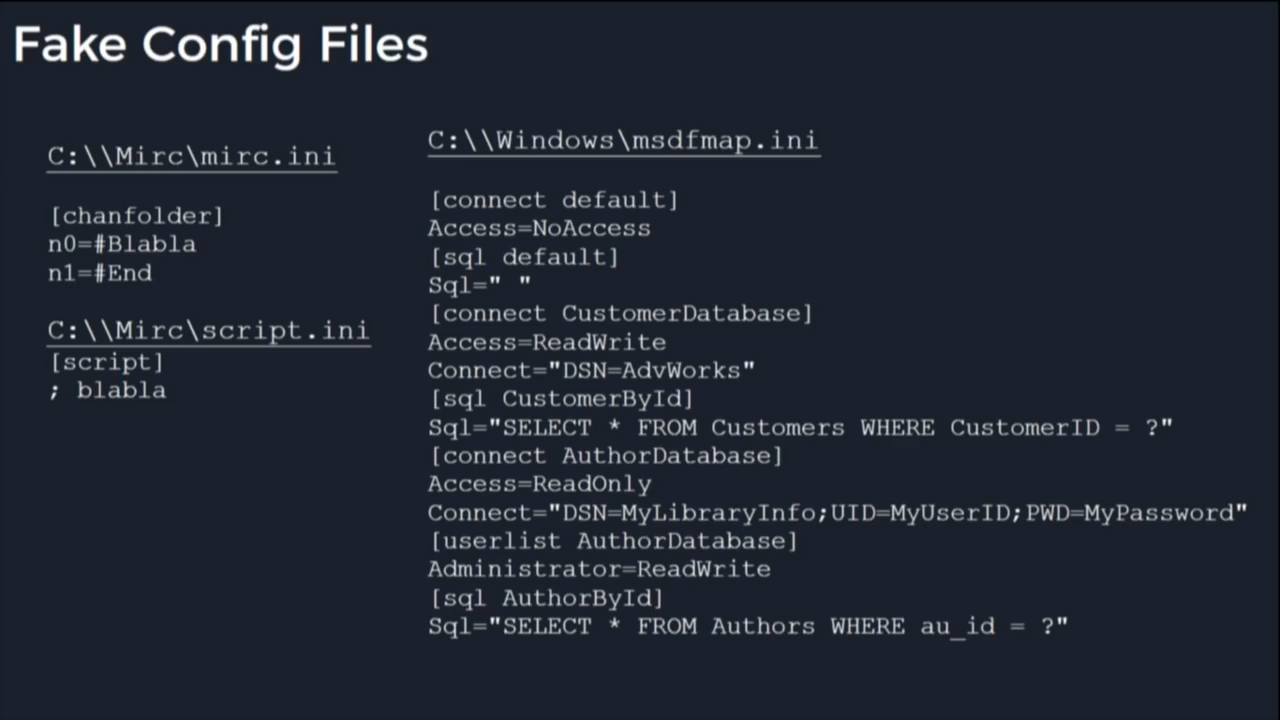 Fake Config Files
C:\\Mirc\mirc.ini
[chanfolder]
n0=#Blabla
n1=#End
C:\\Mirc\script.ini
[script]
; blabla
C:\\Windows\msdfmap.ini
[connect default]
Access=NoAccess
[sql default]
Sql=" "
[connect CustomerDatabase]
Access=ReadWrite
Connect="DSN=AdvWorks"
[sql CustomerById]
Sql="SELECT * FROM Customers WHERE CustomerID = ?"
[connect AuthorDatabase]
Access=ReadOnly
Connect="DSN=MyLibraryInfo;UID=MyUserID;PWD=MyPassword"
[userlist AuthorDatabase]
Administrator=ReadWrite
[sql AuthorById]
Sql="SELECT * FROM Authors WHERE au_id = ?"